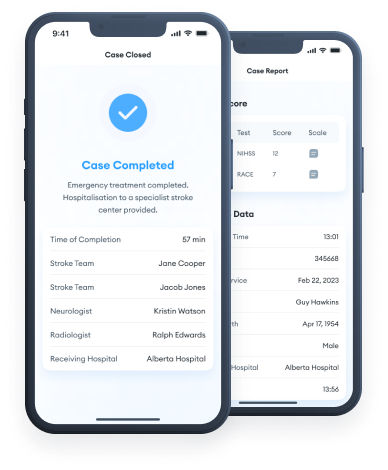 9:41
Case Closed
Case Completed
Emergency treatment completed.
Hospitalisation to a specialist stroke
center provided.
Time of Completion 57 min
Stroke Team Jane Cooper
Stroke Team Jacob Jones
Neurologist Kristin Watson
Radiologist Ralph Edwards
Receiving Hospital Alberta Hospital
Case Report
core
Test Score Scale
NIHSS 12
RACE 7
Data
Time 13:01
345668
rvice Feb 22, 2023
Guy Hawkins
rth Apr 17, 1954
Male
Hospital Alberta Hospital
13:56